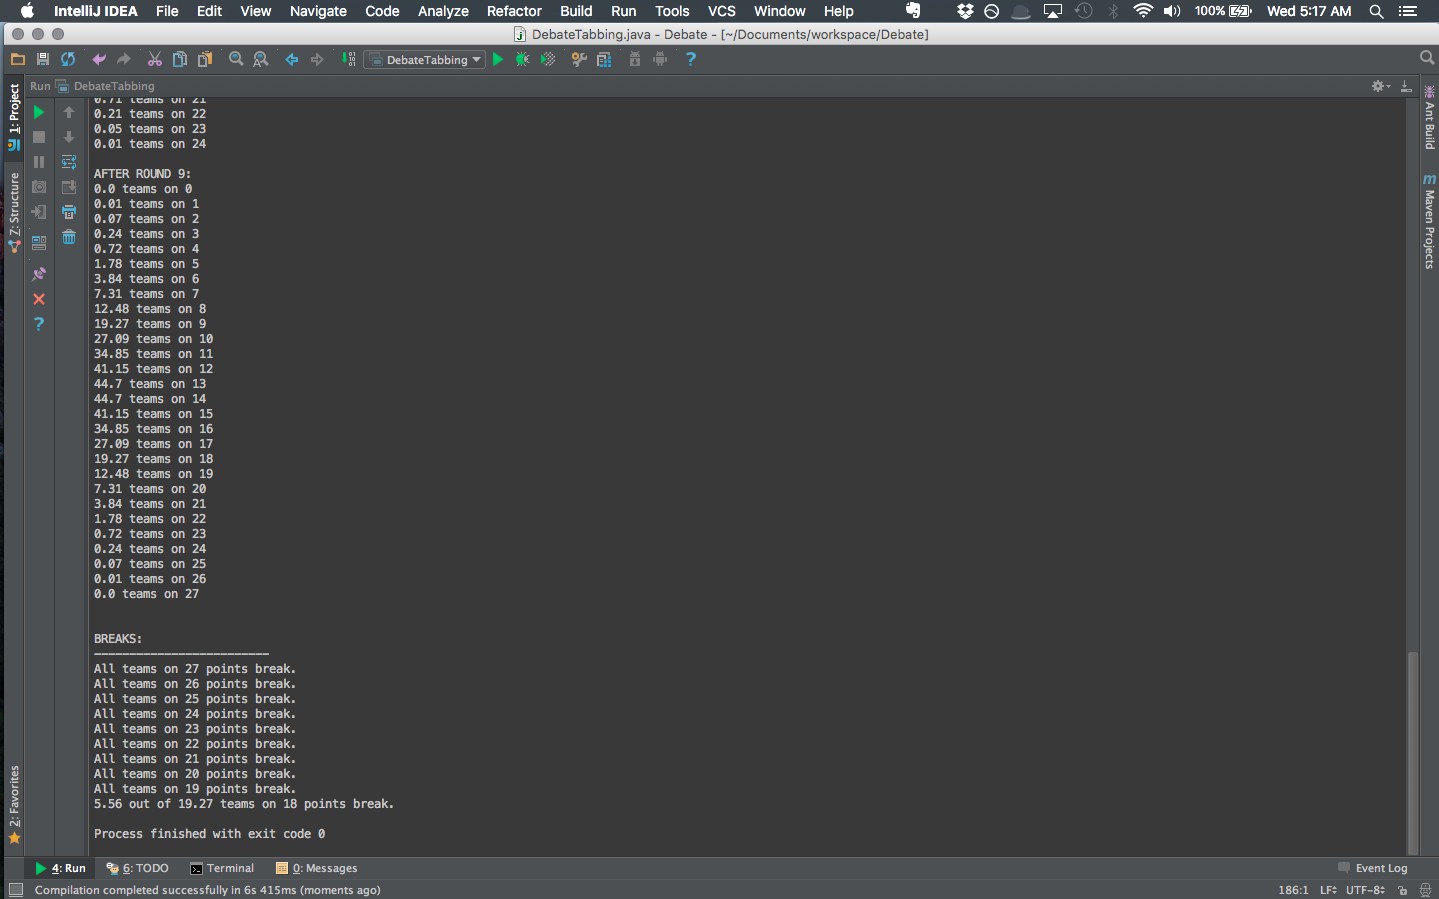 IntelliJ IDEA File Edit View Navigate Code Analyze Refactor Build Run Tools VCS Window Help 100% Wed 5:17 AM
DebateTabbing.java - Debate - [~/Documents/workspace/Debate]
DebateTabbing
Run DebateTabbing
1: Project
7: Structure
2: Favorites
Ant Build
Maven Projects
0.71 teams on 21
0.21 teams on 22
0.05 teams on 23
0.01 teams on 24
AFTER ROUND 9:
0.0 teams on 0
0.01 teams on 1
0.07 teams on 2
0.24 teams on 3
0.72 teams on 4
1.78 teams on 5
3.84 teams on 6
7.31 teams on 7
12.48 teams on 8
19.27 teams on 9
27.09 teams on 10
34.85 teams on 11
41.15 teams on 12
44.7 teams on 13
44.7 teams on 14
41.15 teams on 15
34.85 teams on 16
27.09 teams on 17
19.27 teams on 18
12.48 teams on 19
7.31 teams on 20
3.84 teams on 21
1.78 teams on 22
0.72 teams on 23
0.24 teams on 24
0.07 teams on 25
0.01 teams on 26
0.0 teams on 27
BREAKS:
-------------------------
All teams on 27 points break.
All teams on 26 points break.
All teams on 25 points break.
All teams on 24 points break.
All teams on 23 points break.
All teams on 22 points break.
All teams on 21 points break.
All teams on 20 points break.
All teams on 19 points break.
5.56 out of 19.27 teams on 18 points break.
Process finished with exit code 0
4: Run 6: TODO Terminal 0: Messages Event Log
Compilation completed successfully in 6s 415ms (moments ago) 186:1 LF UTF-8